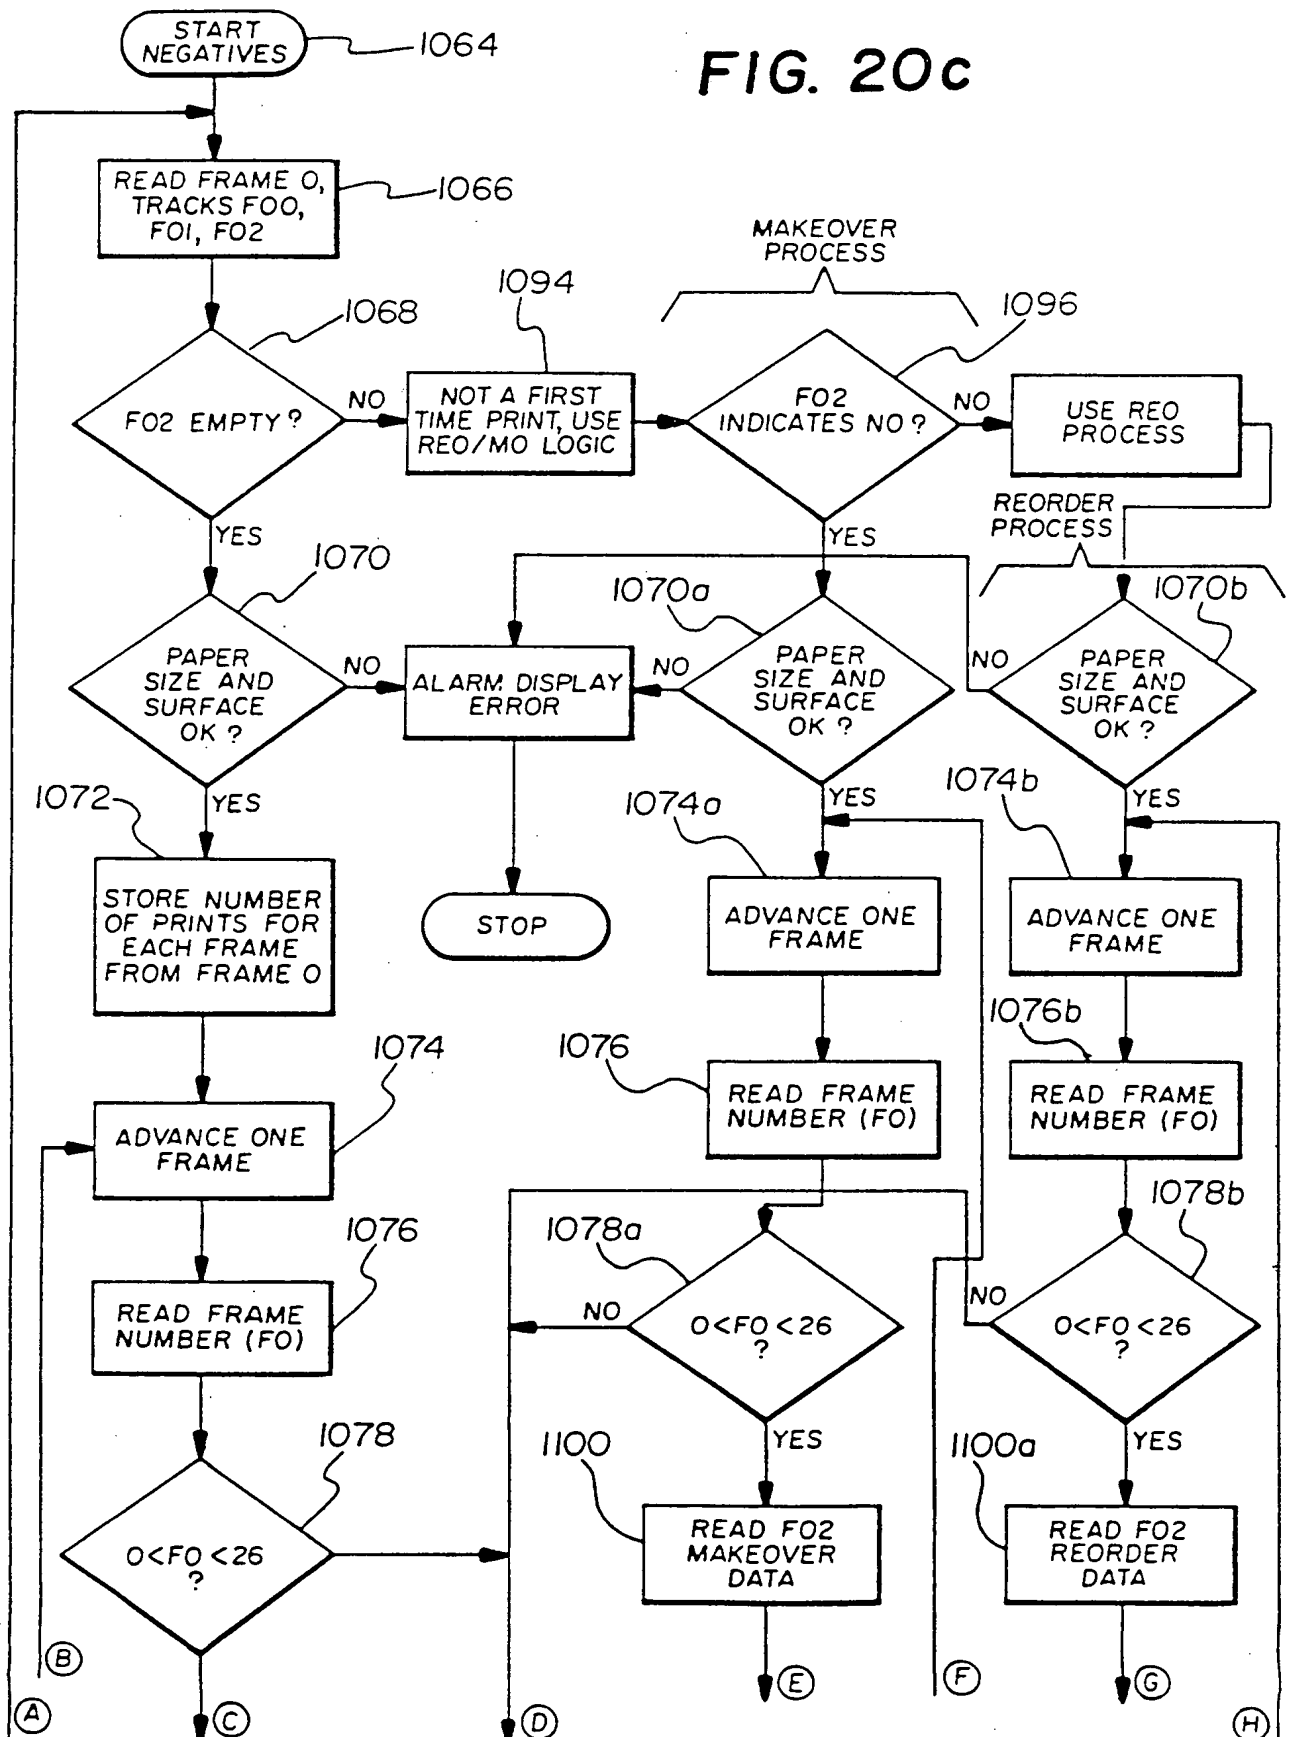 START
NEGATIVES
1064
FIG. 20c
READ FRAME 0,
TRACKS F00,
F01, F02
1066
MAKEOVER
PROCESS
1068
1094
1096
F02 EMPTY?
NO
NOT A FIRST
TIME PRINT, USE
REO/MO LOGIC
F02
INDICATES NO?
NO
USE REO
PROCESS
YES
YES
REORDER
PROCESS
1070
1070a
1070b
PAPER
SIZE AND
SURFACE
OK?
NO
ALARM DISPLAY
ERROR
NO
PAPER
SIZE AND
SURFACE
OK?
NO
PAPER
SIZE AND
SURFACE
OK?
YES
YES
YES
1072
1074a
1074b
STORE NUMBER
OF PRINTS FOR
EACH FRAME
FROM FRAME 0
STOP
ADVANCE ONE
FRAME
ADVANCE ONE
FRAME
1074
1076
1076b
ADVANCE ONE
FRAME
READ FRAME
NUMBER (FO)
READ FRAME
NUMBER (FO)
1076
1078a
1078b
READ FRAME
NUMBER (FO)
NO
0<FO<26
?
NO
0<FO<26
?
1078
YES
YES
1100
1100a
0<FO<26
?
READ F02
MAKEOVER
DATA
READ F02
REORDER
DATA
A
B
C
D
E
F
G
H